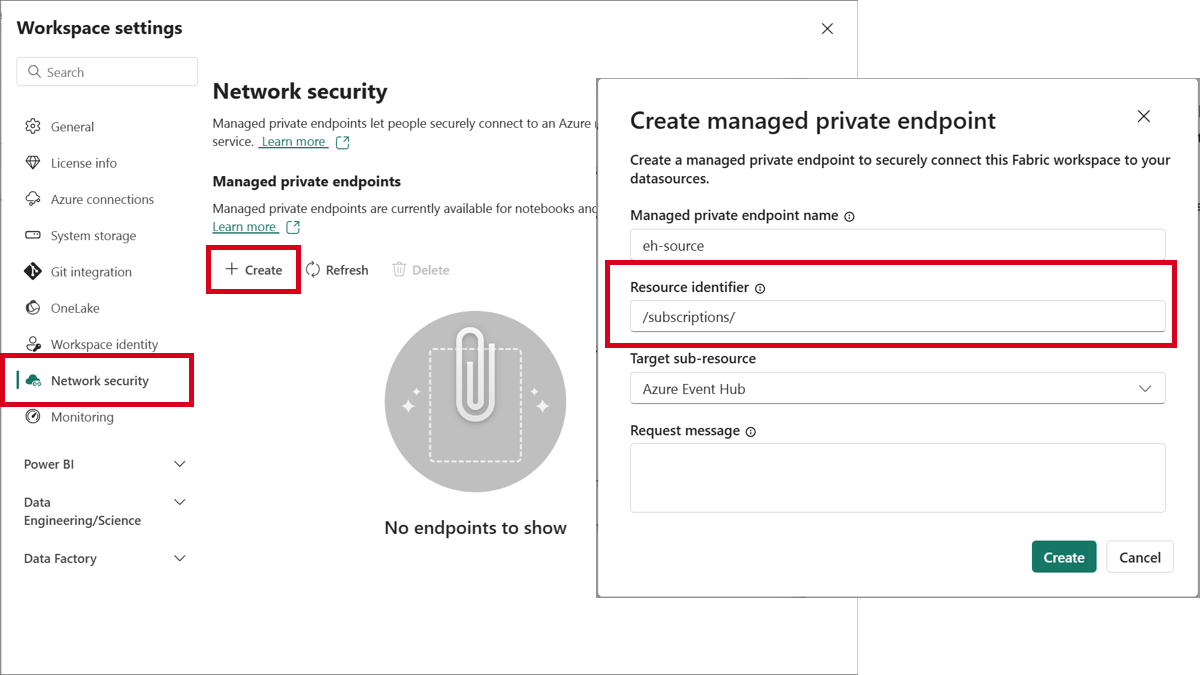 Workspace settings
Search
General
License info
Azure connections
System storage
Git integration
OneLake
Workspace identity
Network security
Monitoring
Power BI
Data
Engineering/Science
Data Factory
Network security
Managed private endpoints let people securely connect to an Azure
service. Learn more
Managed private endpoints
Managed private endpoints are currently available for notebooks and
Learn more
+ Create Refresh Delete
No endpoints to show
Create managed private endpoint
Create a managed private endpoint to securely connect this Fabric workspace to your
datasources.
Managed private endpoint name
eh-source
Resource identifier
/subscriptions/
Target sub-resource
Azure Event Hub
Request message
Create Cancel